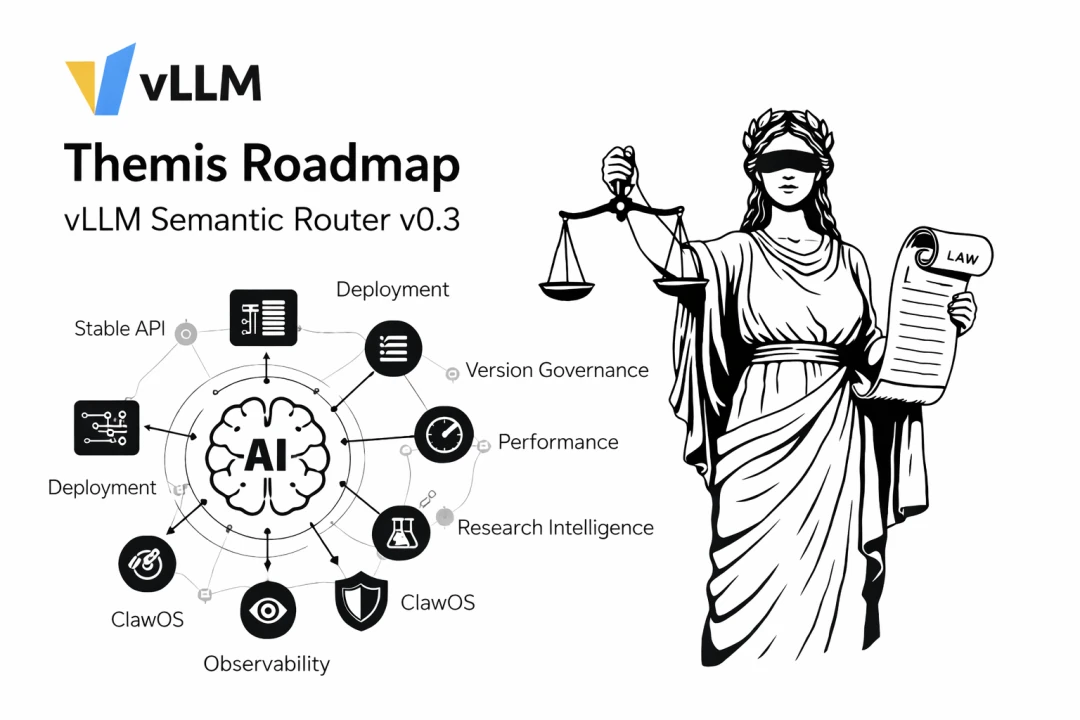 vLLM
Themis Roadmap
vLLM Semantic Router v0.3
Deployment
Stable API
Version Governance
AI
Performance
Deployment
Research Intelligence
ClawOS
ClawOS
Observability
LAW